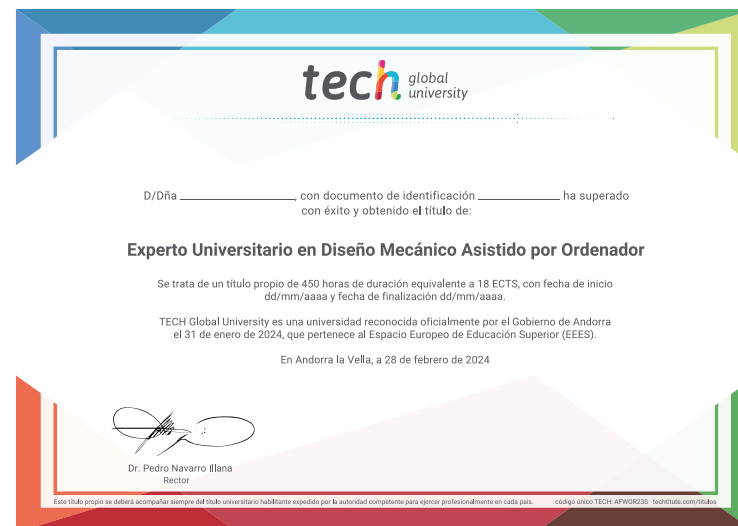 tech global university
D/Dña ____________________, con documento de identificación ______________ ha superado
con éxito y obtenido el título de:
Experto Universitario en Diseño Mecánico Asistido por Ordenador
Se trata de un título propio de 450 horas de duración equivalente a 18 ECTS, con fecha de inicio
dd/mm/aaaa y fecha de finalización dd/mm/aaaa.
TECH Global University es una universidad reconocida oficialmente por el Gobierno de Andorra
el 31 de enero de 2024, que pertenece al Espacio Europeo de Educación Superior (EEES).
En Andorra la Vella, a 28 de febrero de 2024
Dr. Pedro Navarro Illana
Rector
Este título propio se deberá acompañar siempre del título universitario habilitante expedido por la autoridad competente para ejercer profesionalmente en cada país. código único TECH: AFWOR23S techtitute.com/titulos